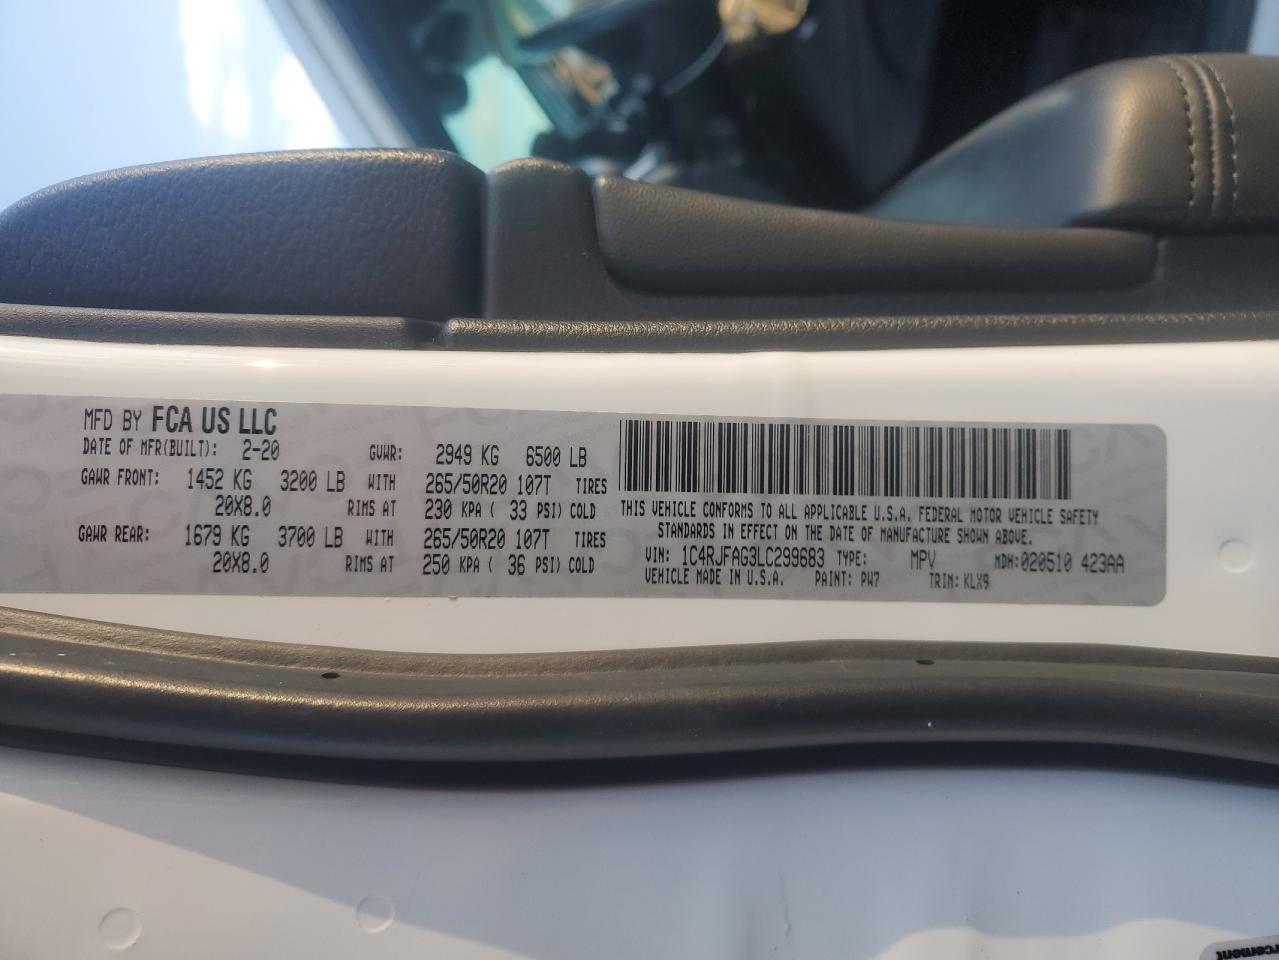 MFD BY FCA US LLC
DATE OF MFR(BUILT): 2-20 GVWR: 2949 KG 6500 LB
GAWR FRONT: 1452 KG 3200 LB WITH 265/50R20 107T TIRES
20X8.0 RIMS AT 230 KPA ( 33 PSI) COLD
GAWR REAR: 1679 KG 3700 LB WITH 265/50R20 107T TIRES
20X8.0 RIMS AT 250 KPA ( 36 PSI) COLD
THIS VEHICLE CONFORMS TO ALL APPLICABLE U.S.A. FEDERAL MOTOR VEHICLE SAFETY
STANDARDS IN EFFECT ON THE DATE OF MANUFACTURE SHOWN ABOVE.
VIN: 1C4RJFAG3LC299683 TYPE: MPV MDH: 020510 423AA
VEHICLE MADE IN U.S.A. PAINT: PW7 TRIM: KLX9